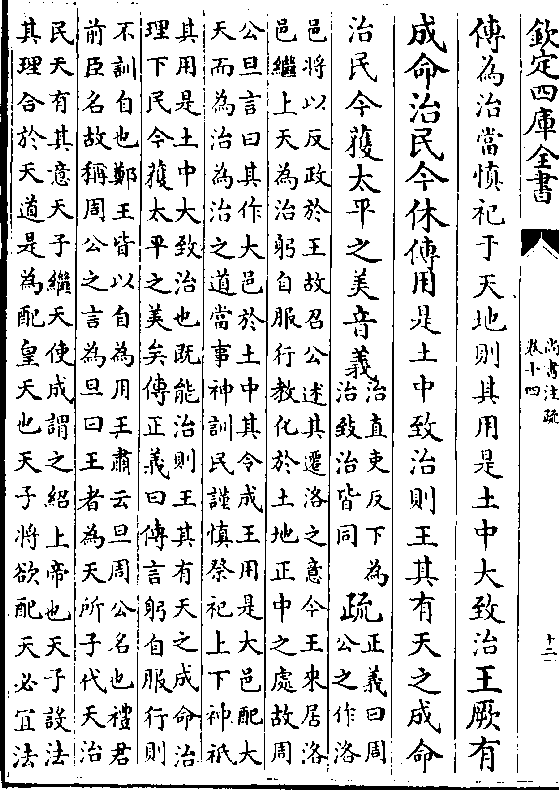 欽定四庫全書
尚書注疏
卷十四
十二
傳為治當慎祀于天地則其用是土中大致治王厥有
成命治民今休傳用是土中致治則王其有天之成命
治民今獲太平之美音義
治直吏反下為
治致治皆同
疏
正義曰周
公之作洛
邑將以反政於王故召公述其遷洛之意今王來居洛
邑繼上天為治躬自服行教化於土地正中之處故周
公旦言曰其作大邑於土中其令成王用是大邑配大
天而為治為治之道當事神訓民謹慎祭祀上下神祇
其用是土中大致治也既能治則王其有天之成命治
理下民今獲太平之美矣傳正義曰傳言躬自服行則
不訓自也鄭王皆以自為用王肅云旦周公名也禮君
前臣名故稱周公之言為旦曰王者為天所子代天治
民天有其意天子繼天使成謂之紹上帝也天子設法
其理合於天道是為配皇天也天子將欲配天必宜法